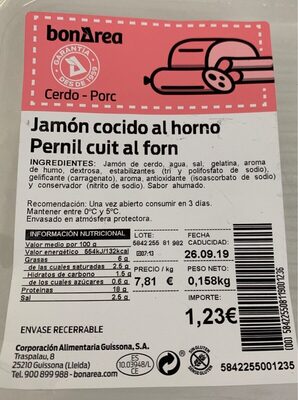 bonÀrea
GARANTIA
DES DE 1959
Cerdo - Porc
Jamón cocido al horno
Pernil cuit al forn
INGREDIENTES: Jamón de cerdo, agua, sal, gelatina, aroma
de humo, dextrosa, estabilizantes (tri y polifosfato de sodio),
gelificante (carragenato), aroma, antioxidante (isoascorbato de sodio)
y conservador (nitrito de sodio). Sabor ahumado.
Recomendación: Una vez abierto consumir en 3 días.
Mantener entre 0ºC y 5ºC.
Envasado en atmósfera protectora.
INFORMACIÓN NUTRICIONAL
Valor medio por 100 g
Valor energético 554kJ/132kcal
Grasas 6 g
de las cuales saturadas 2.5 g
Hidratos de carbono 1.5 g
de los cuales azúcares 0.6 g
Proteínas 18 g
Sal 2.5 g
LOTE: FECHA
5842 255 81 982 CADUCIDAD:
26.09.19
PRECIO / kg PESO NETO:
7,81 € 0,158kg
IMPORTE:
1,23€
ENVASE RECERRABLE
Corporación Alimentaria Guissona, S.A.
Traspalau, 8
25210 Guissona (Lleida)
Tel. 900 899 988 - bonarea.com
ES
10.03948/L
CE
SIN GLUTEN
5842255001235